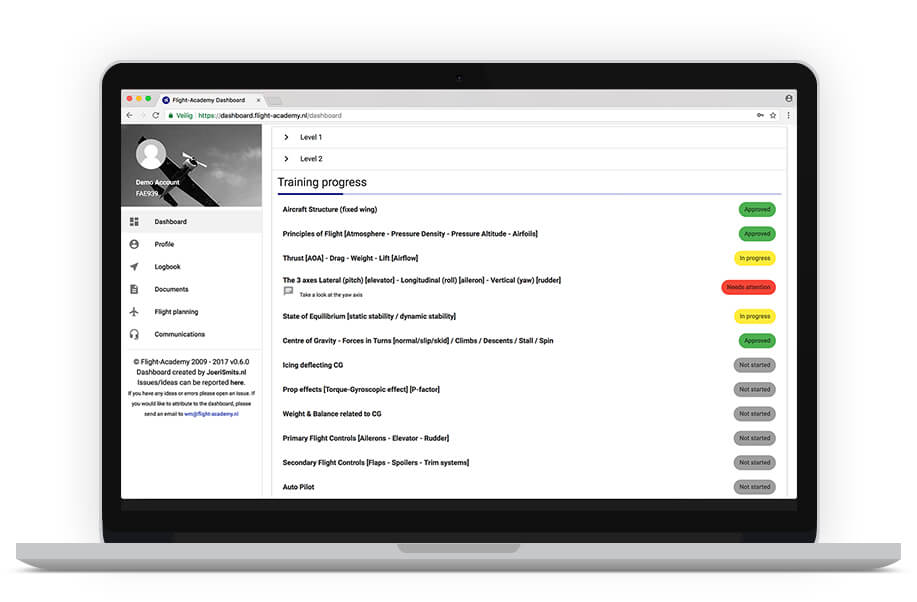 Flight-Academy Dashboard
Veilig
https://dashboard.flight-academy.nl/dashboard
Demo Account
FAE939
Dashboard
Profile
Logbook
Documents
Flight planning
Communications
© Flight-Academy 2009 - 2017 v0.6.0
Dashboard created by JoeriSmits.nl
Issues/ideas can be reported here.
If you have any ideas or errors please open an issue. If
you would like to attribute to the dashboard, please
send an email to wm@flight-academy.nl
Level 1
Level 2
Training progress
Aircraft Structure (fixed wing) Approved
Principles of Flight [Atmosphere - Pressure Density - Pressure Altitude - Airfoils] Approved
Thrust [AOA] - Drag - Weight - Lift [Airflow] In progress
The 3 axes Lateral (pitch) [elevator] - Longitudinal (roll) [aileron] - Vertical (yaw) [rudder] Needs attention
Take a look at the yaw axis
State of Equilibrium [static stability / dynamic stability] In progress
Centre of Gravity - Forces in Turns [normal/slip/skid] / Climbs / Descents / Stall / Spin Approved
Icing deflecting CG Not started
Prop effects [Torque-Gyroscopic effect] [P-factor] Not started
Weight & Balance related to CG Not started
Primary Flight Controls [Ailerons - Elevator - Rudder] Not started
Secondary Flight Controls [Flaps - Spoilers - Trim systems] Not started
Auto Pilot Not started